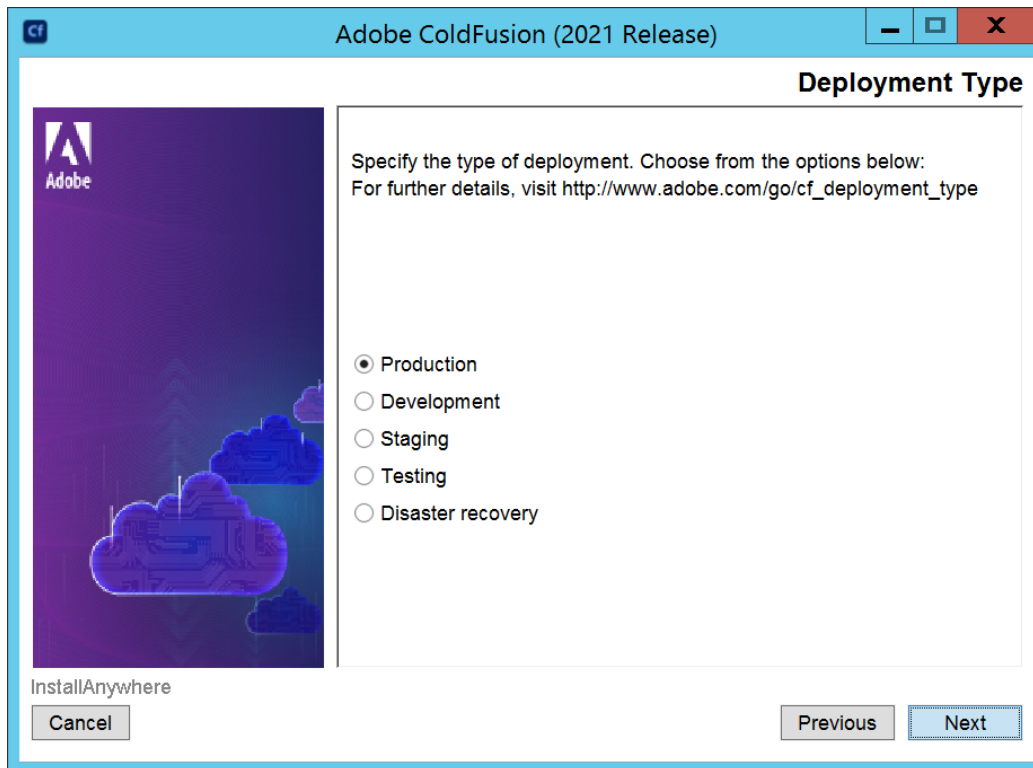 Cf
Adobe ColdFusion (2021 Release)
Deployment Type
Adobe
Specify the type of deployment. Choose from the options below:
For further details, visit http://www.adobe.com/go/cf_deployment_type
Production
Development
Staging
Testing
Disaster recovery
InstallAnywhere
Cancel
Previous
Next